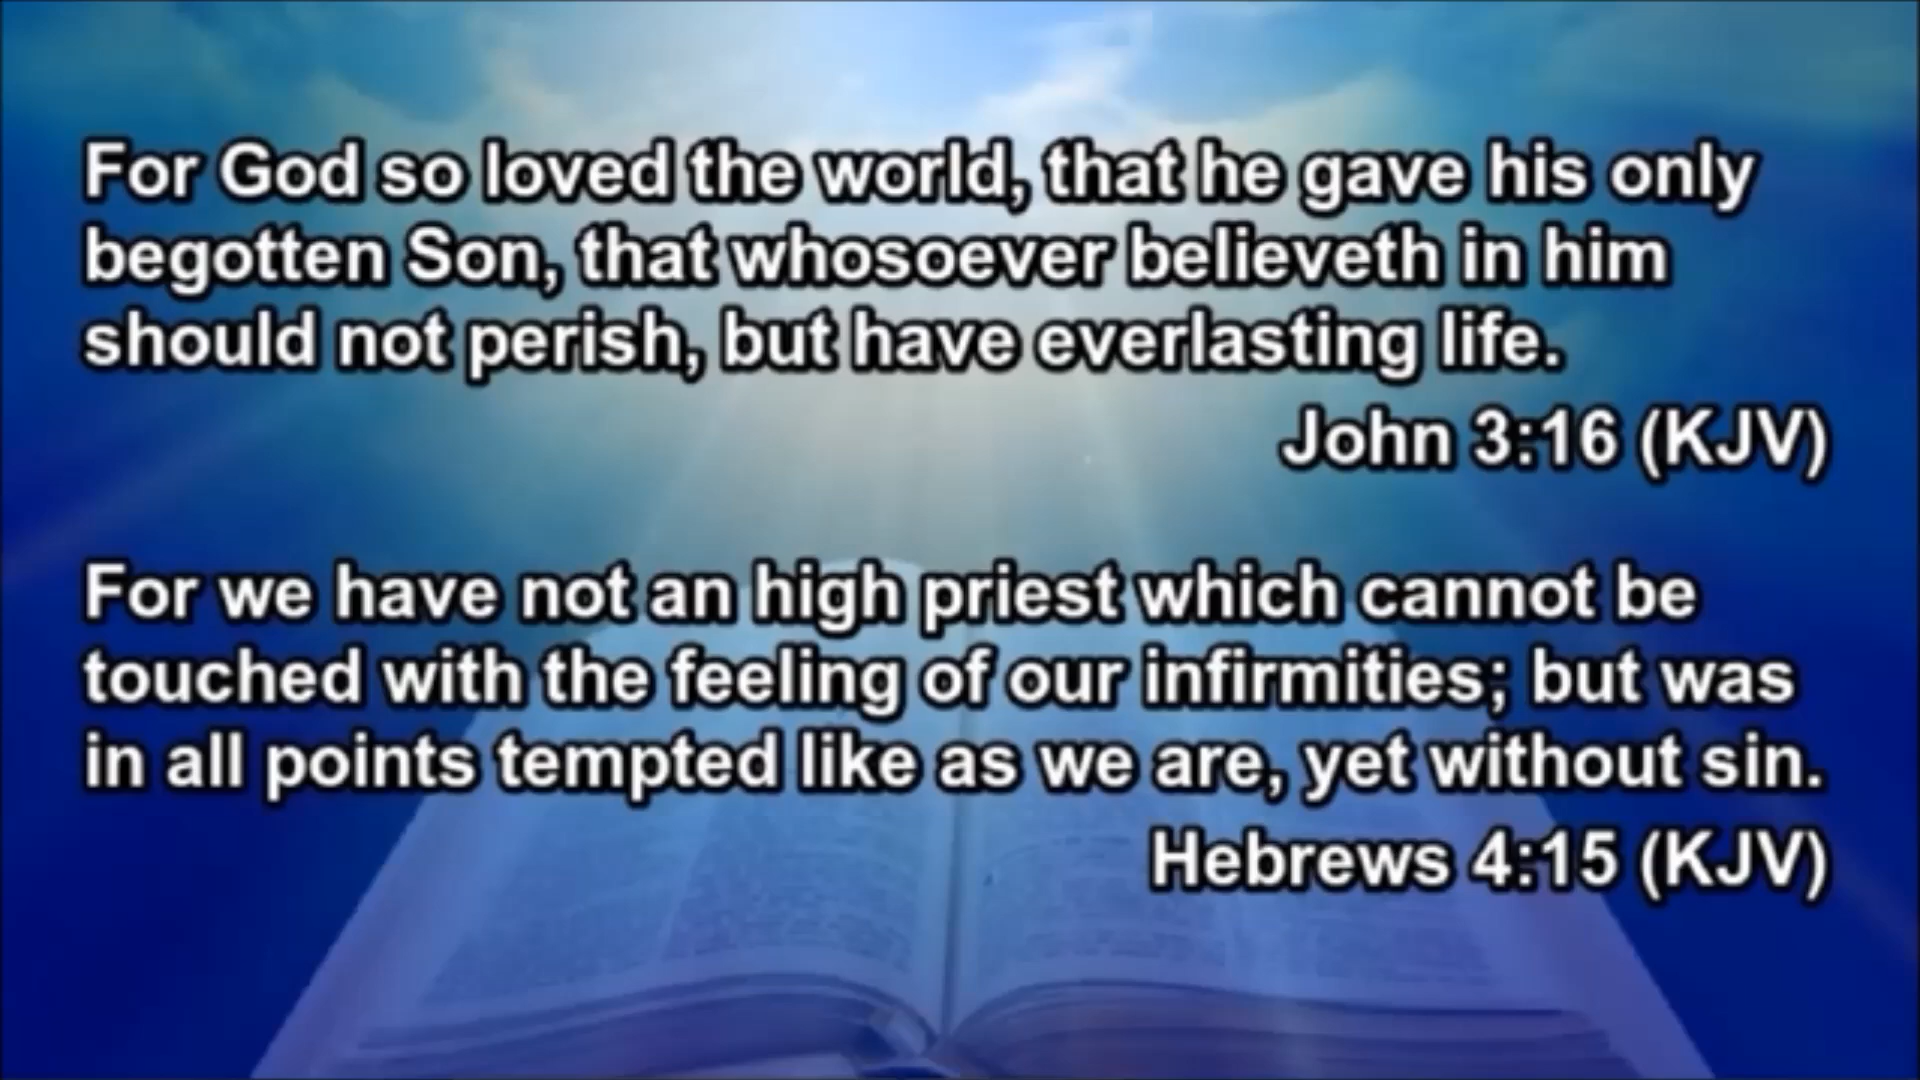 For God so loved the world, that he gave his only
begotten Son, that whosoever believeth in him
should not perish, but have everlasting life.
John 3:16 (KJV)
For we have not an high priest which cannot be
touched with the feeling of our infirmities; but was
in all points tempted like as we are, yet without sin.
Hebrews 4:15 (KJV)